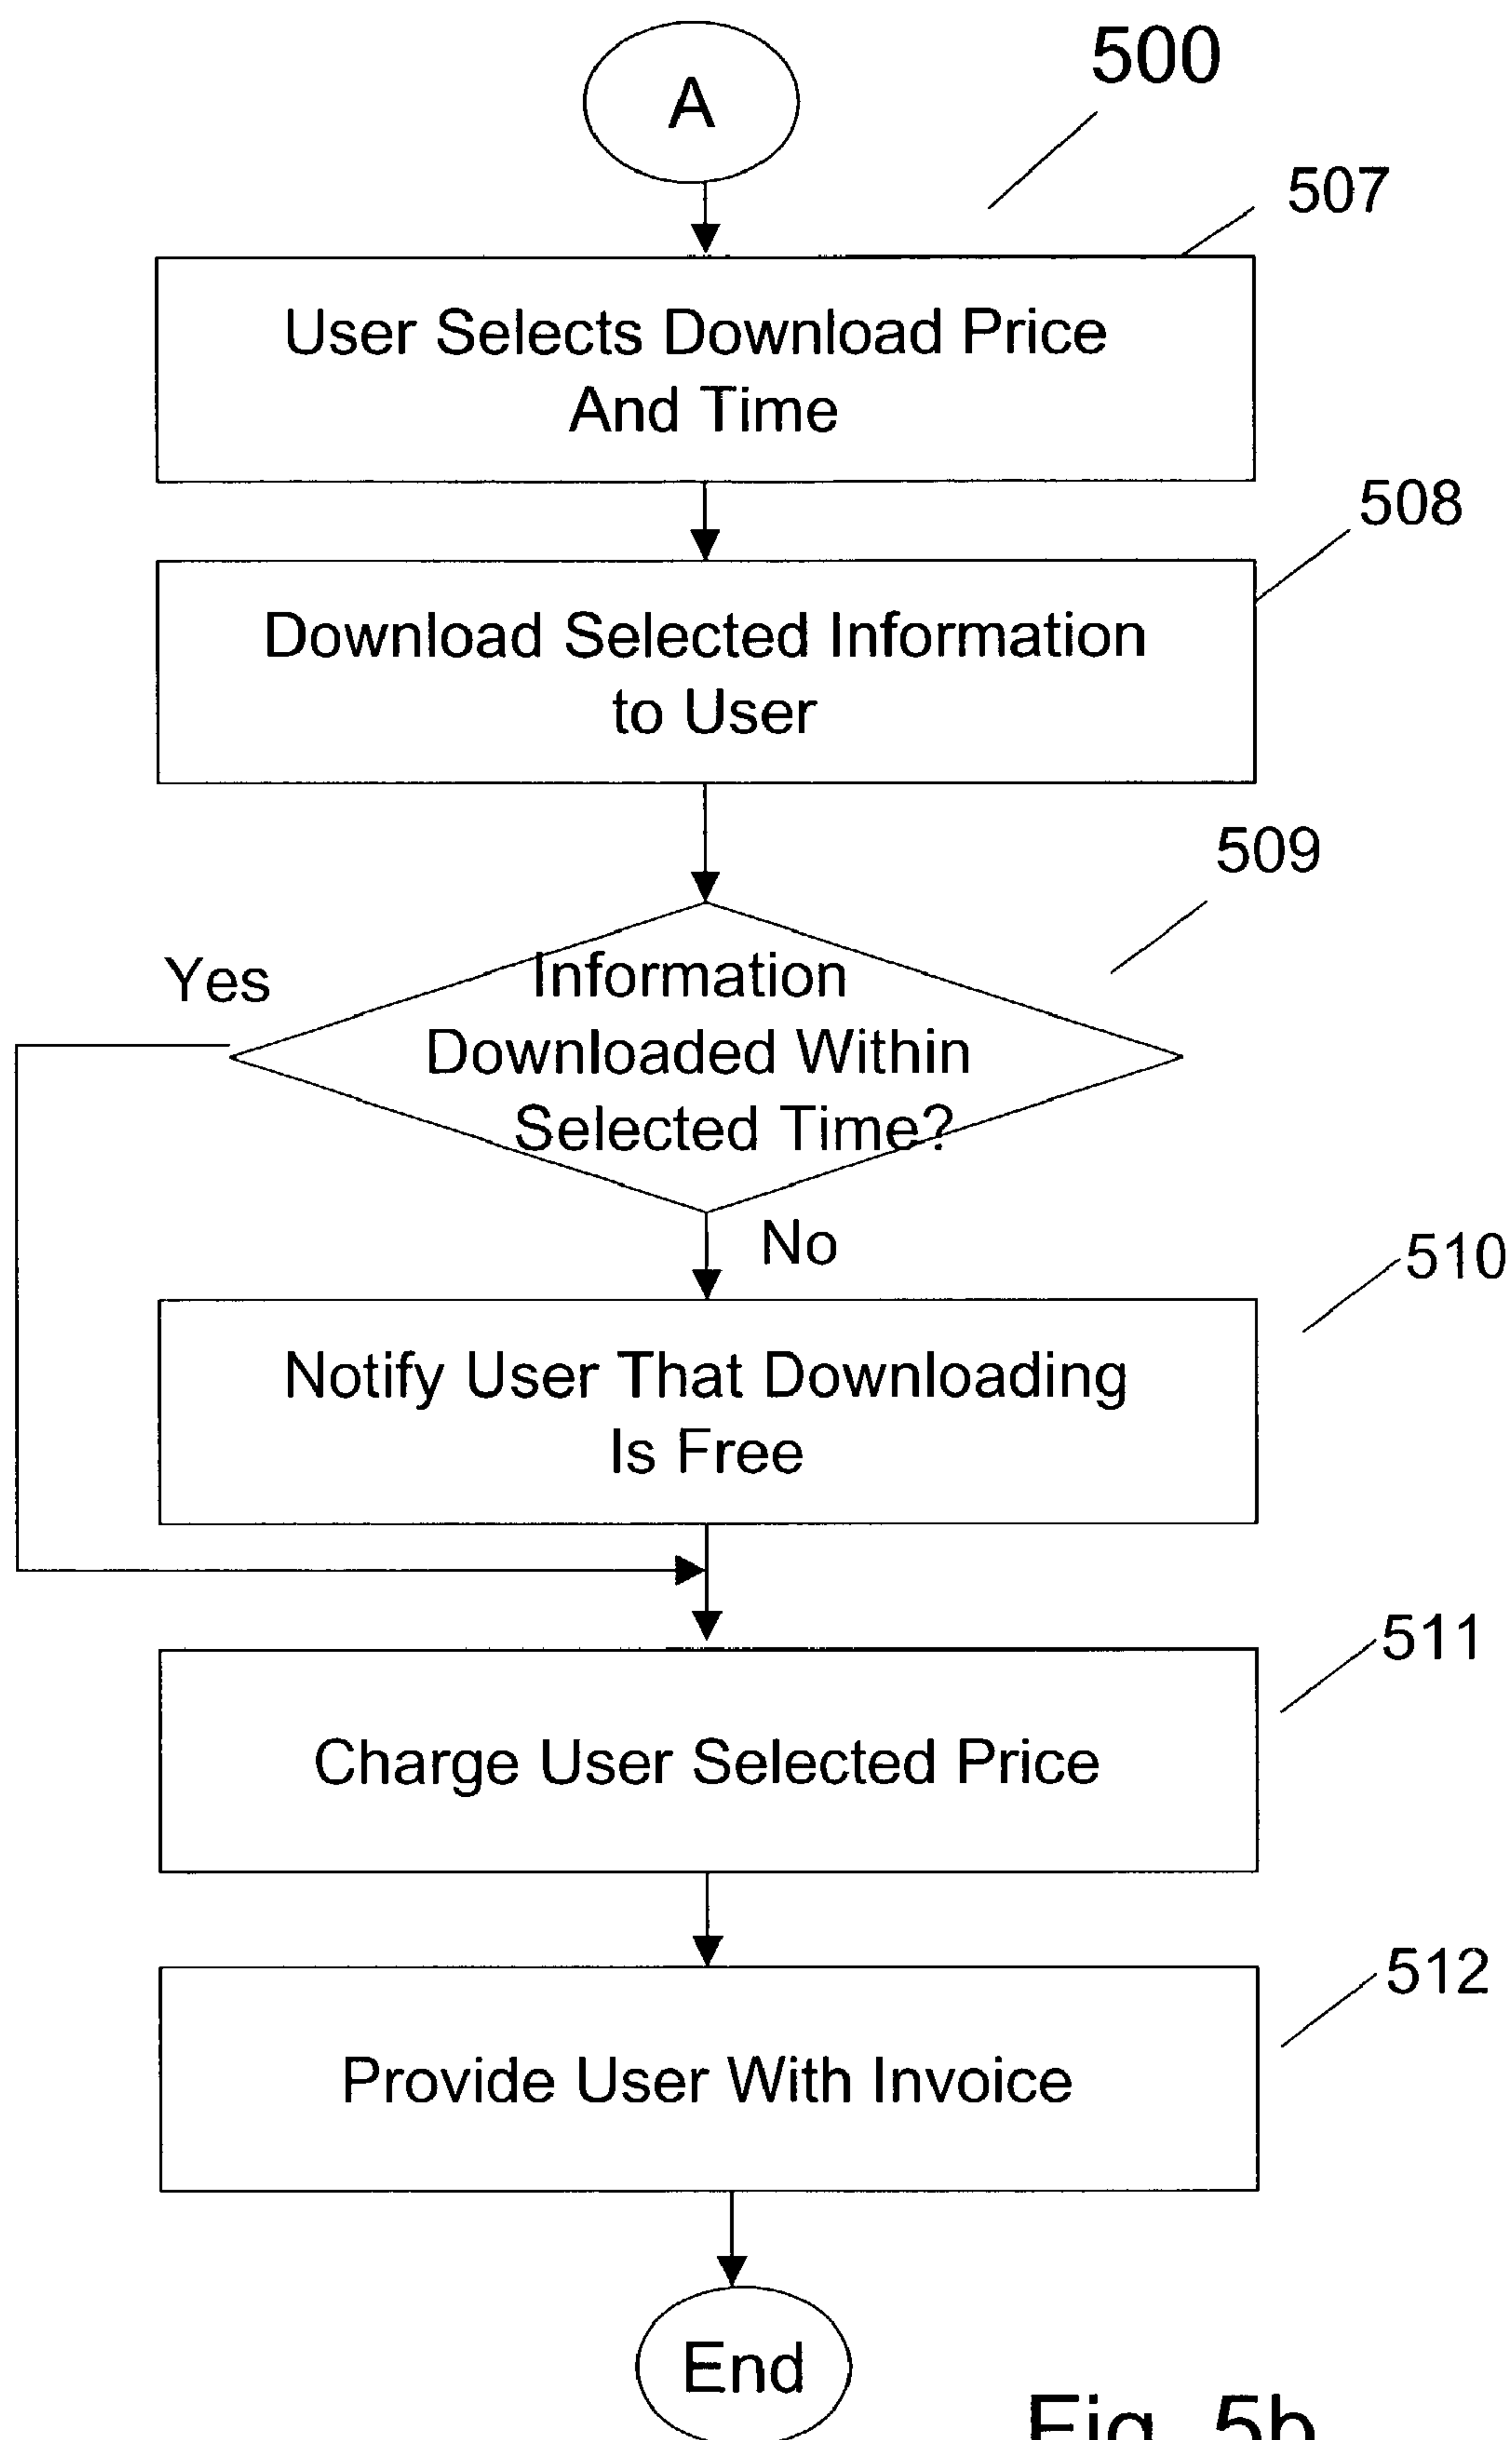 A
500
507
User Selects Download Price
And Time
508
Download Selected Information
to User
509
Yes
Information
Downloaded Within
Selected Time?
No
510
Notify User That Downloading
Is Free
511
Charge User Selected Price
512
Provide User With Invoice
End
Fig. 5b